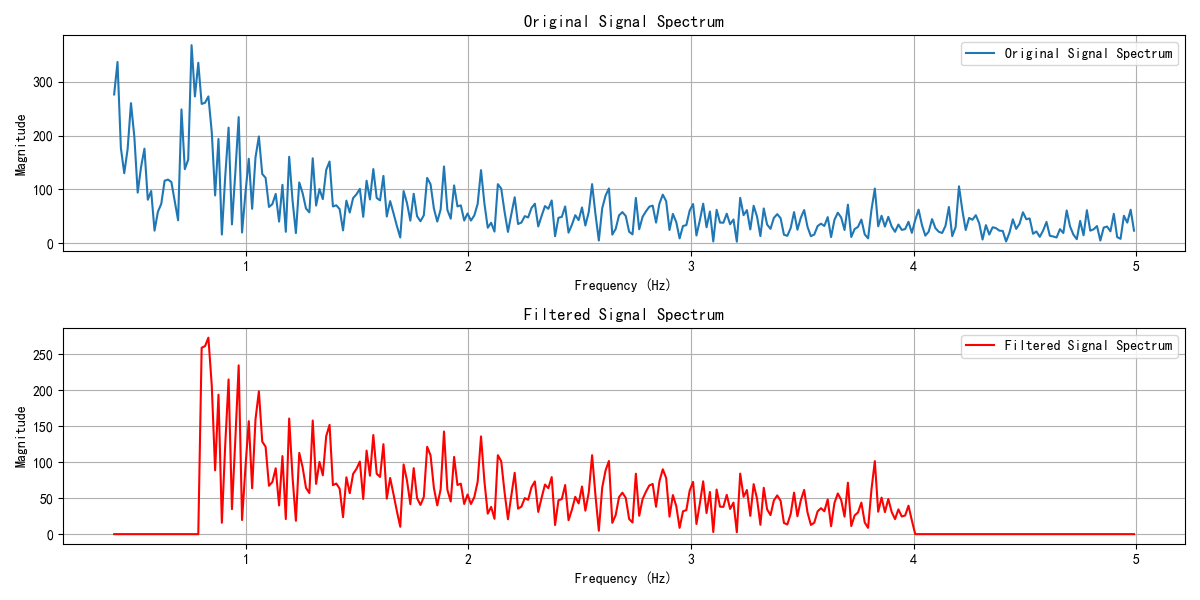 Original Signal Spectrum
Original Signal Spectrum
Magnitude
300
200
100
0
1 2 3 4 5
Frequency (Hz)
Filtered Signal Spectrum
Filtered Signal Spectrum
Magnitude
250
200
150
100
50
0
1 2 3 4 5
Frequency (Hz)